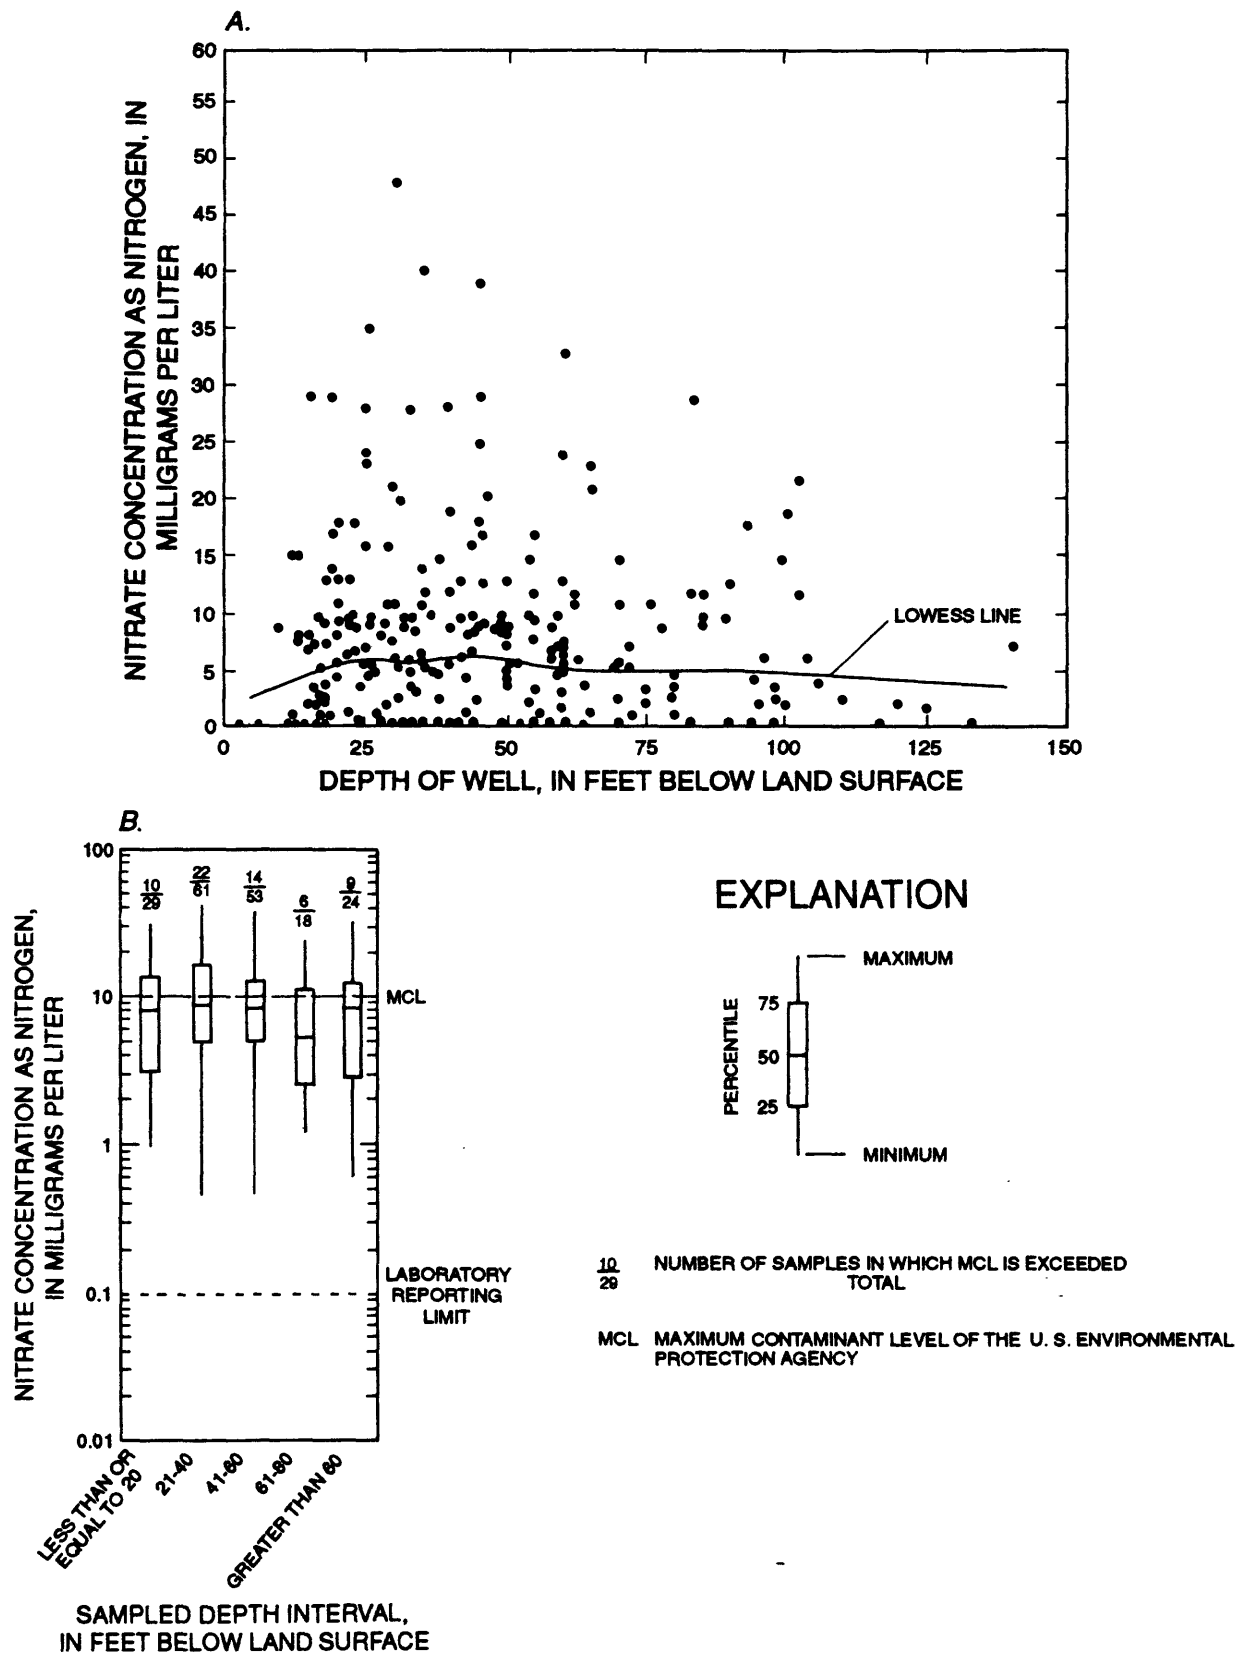 A.
NITRATE CONCENTRATION AS NITROGEN, IN
MILLIGRAMS PER LITER
60
55
50
45
40
35
30
25
20
15
10
5
0
LOWESS LINE
0 25 50 75 100 125 150
DEPTH OF WELL, IN FEET BELOW LAND SURFACE
B.
NITRATE CONCENTRATION AS NITROGEN,
IN MILLIGRAMS PER LITER
100
10
1
0.1
0.01
10
29
22
61
14
53
6
18
9
24
MCL
LABORATORY
REPORTING
LIMIT
LESS THAN OR
EQUAL TO 20
21-40
41-60
61-80
GREATER THAN 60
SAMPLED DEPTH INTERVAL,
IN FEET BELOW LAND SURFACE
EXPLANATION
MAXIMUM
PERCENTILE
75
50
25
MINIMUM
10
29
NUMBER OF SAMPLES IN WHICH MCL IS EXCEEDED
TOTAL
MCL MAXIMUM CONTAMINANT LEVEL OF THE U. S. ENVIRONMENTAL
PROTECTION AGENCY